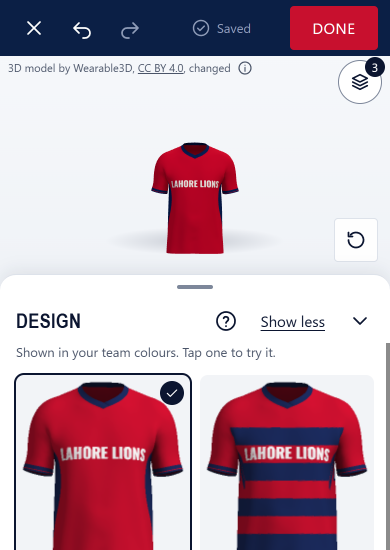 Saved
DONE
3D model by Wearable3D, CC BY 4.0, changed
3
LAHORE LIONS
DESIGN
Show less
Shown in your team colours. Tap one to try it.
LAHORE LIONS
LAHORE LIONS